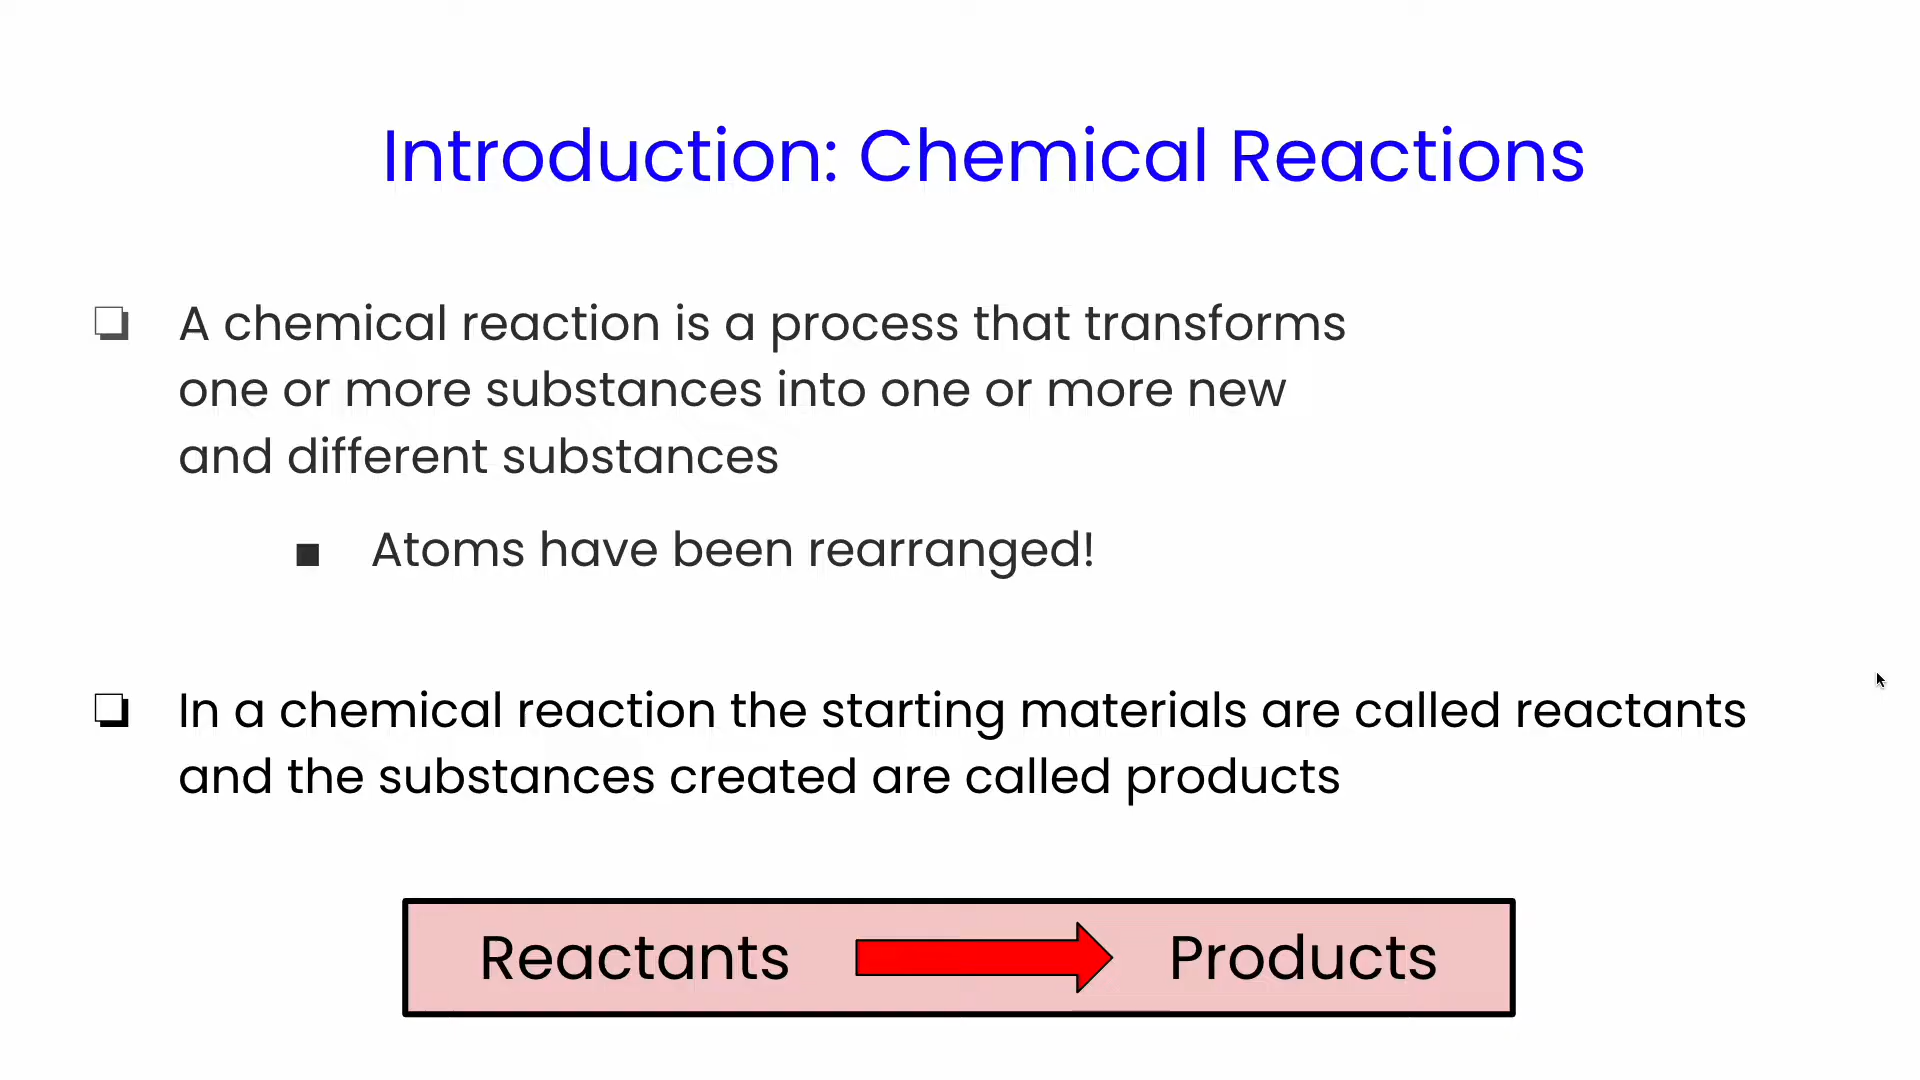 Introduction: Chemical Reactions
A chemical reaction is a process that transforms
one or more substances into one or more new
and different substances
Atoms have been rearranged!
In a chemical reaction the starting materials are called reactants
and the substances created are called products
Reactants Products